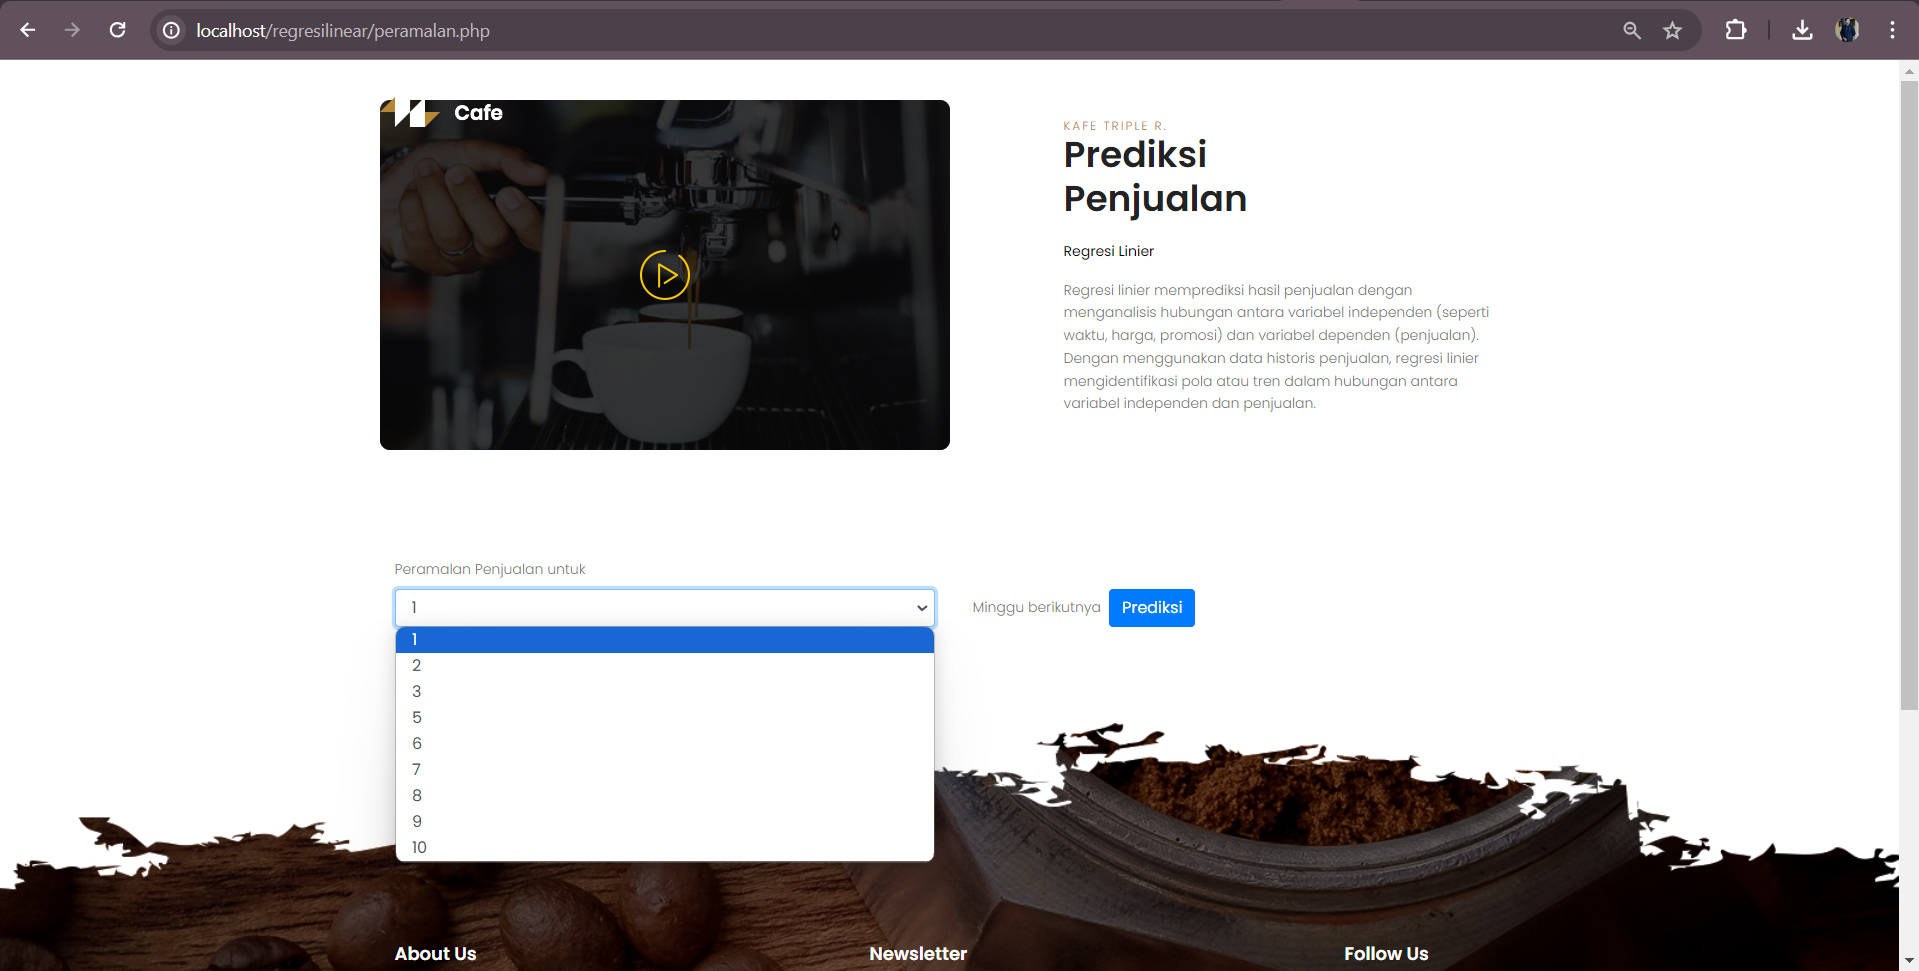 localhost/regresilinear/peramalan.php
Cafe
KAFE TRIPLE R.
Prediksi
Penjualan
Regresi Linier
Regresi linier memprediksi hasil penjualan dengan
menganalisis hubungan antara variabel independen (seperti
waktu, harga, promosi) dan variabel dependen (penjualan).
Dengan menggunakan data historis penjualan, regresi linier
mengidentifikasi pola atau tren dalam hubungan antara
variabel independen dan penjualan.
Peramalan Penjualan untuk
1
Minggu berikutnya
Prediksi
1
2
3
5
6
7
8
9
10
About Us
Newsletter
Follow Us